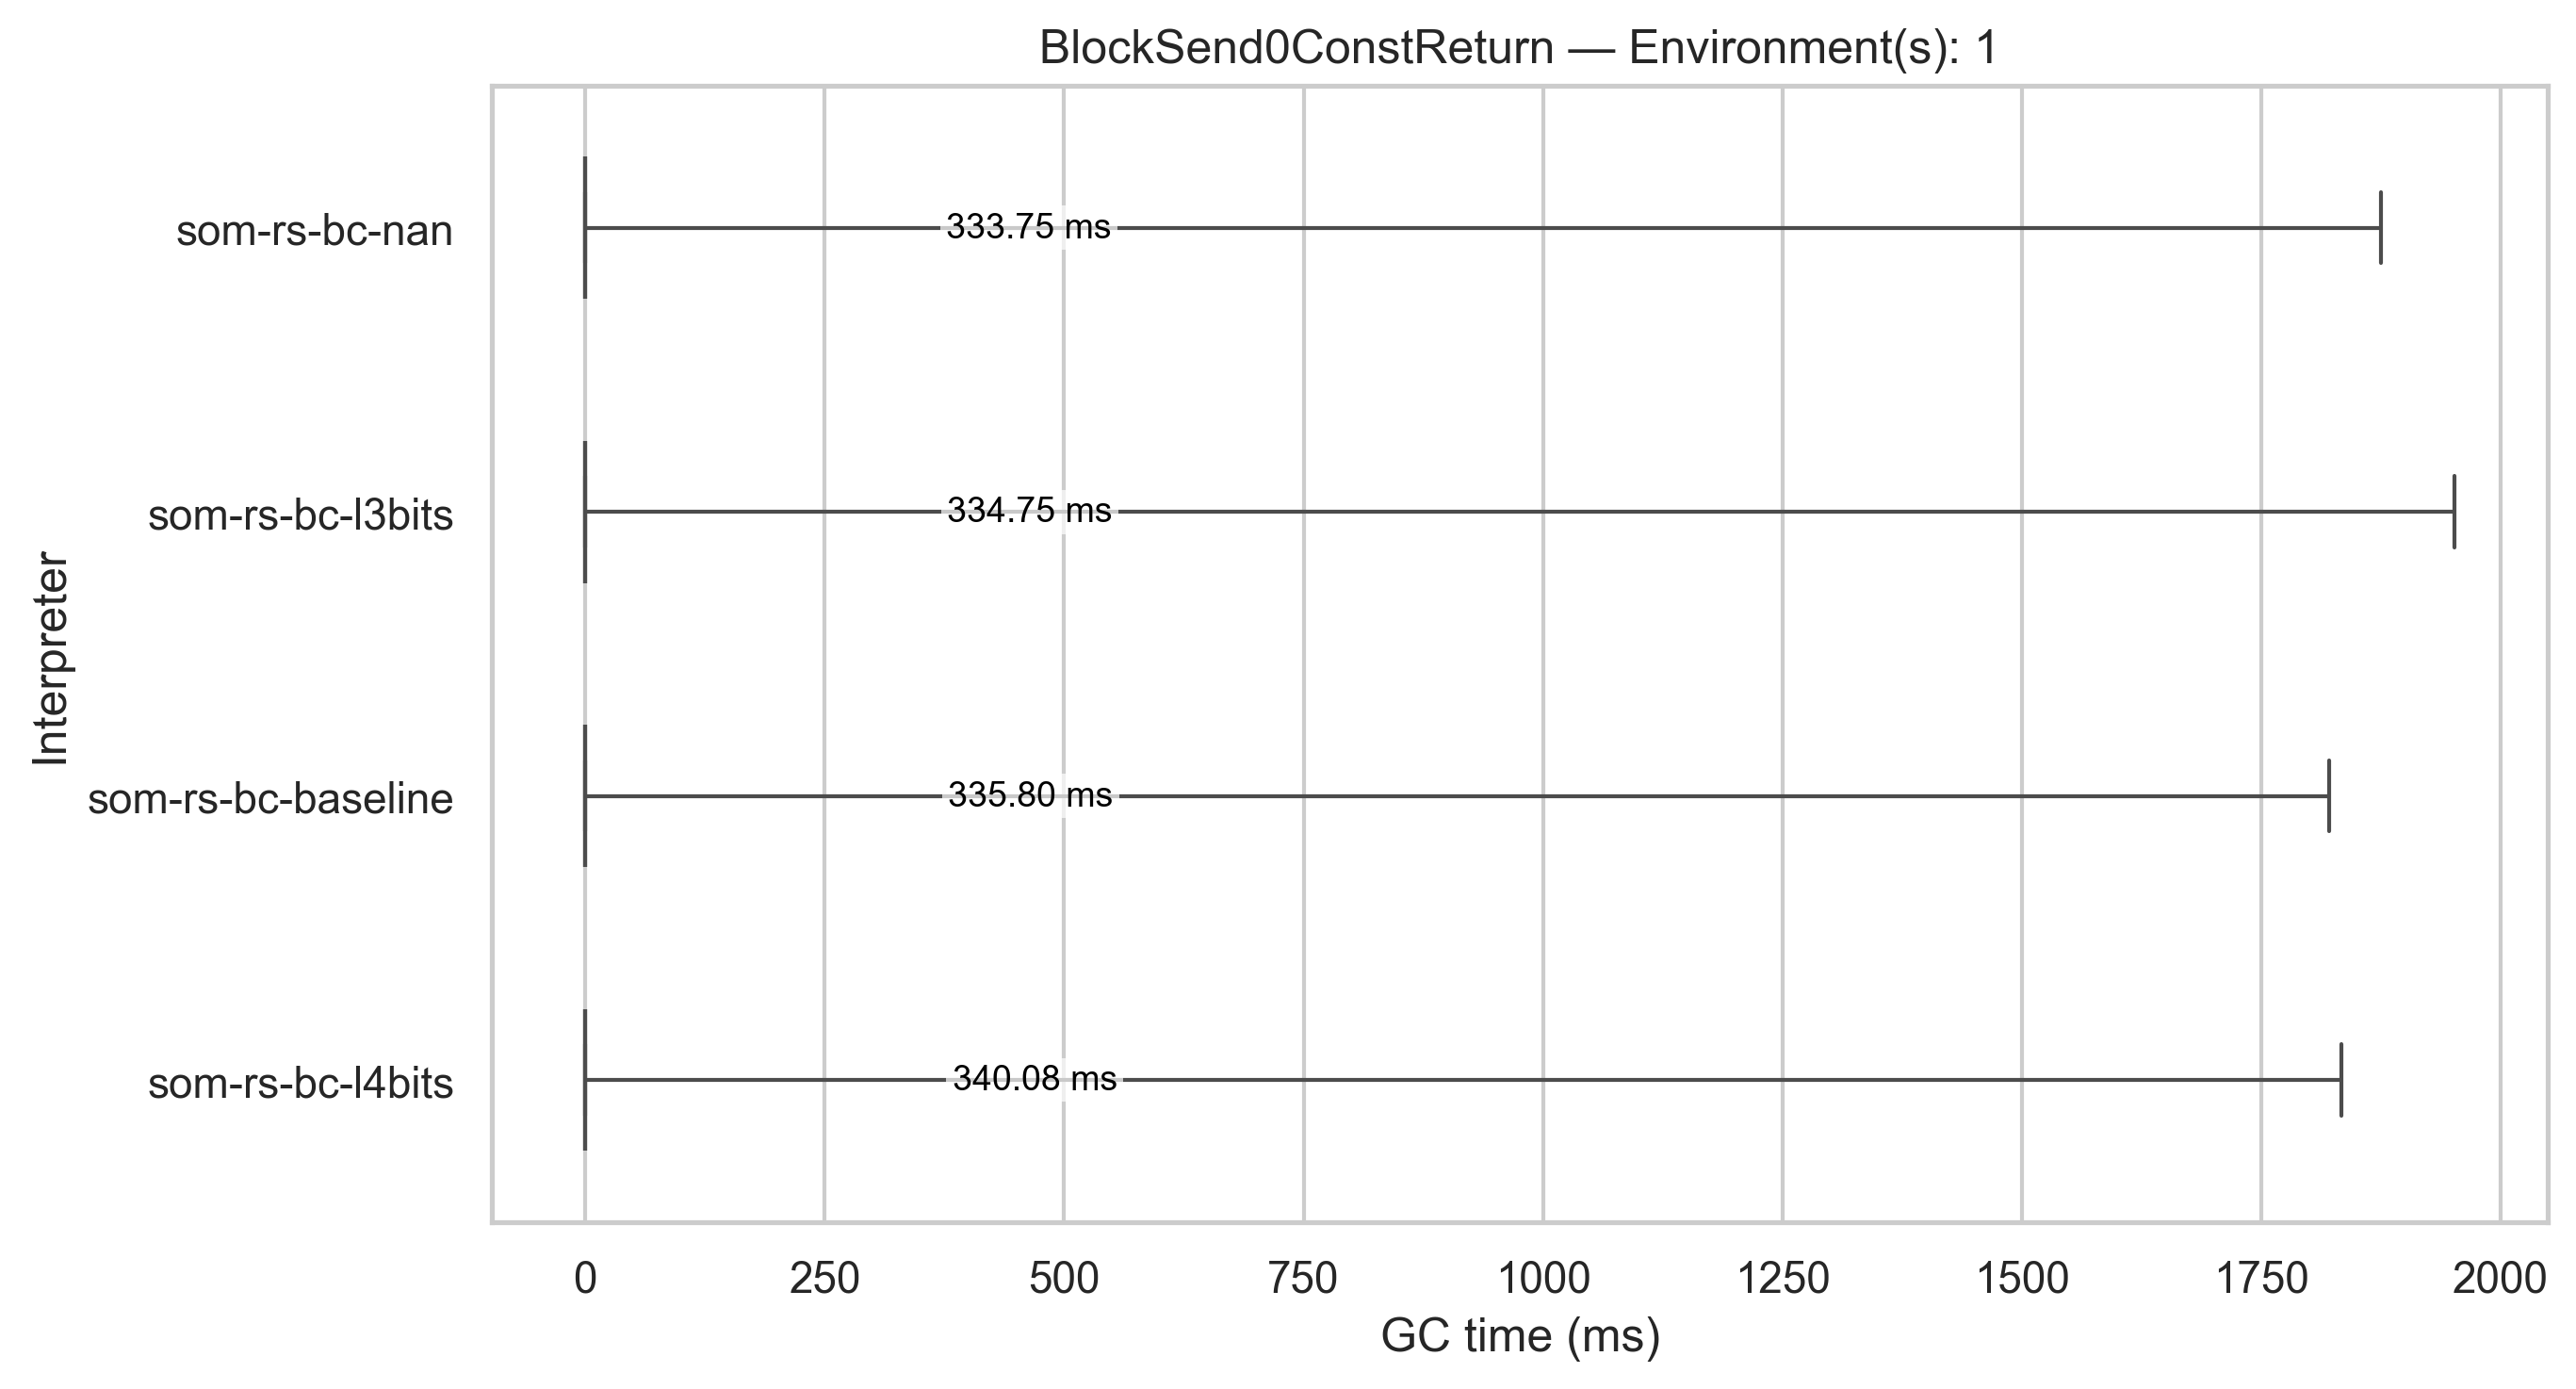 BlockSend0ConstReturn — Environment(s): 1
Interpreter
som-rs-bc-nan
333.75 ms
som-rs-bc-l3bits
334.75 ms
som-rs-bc-baseline
335.80 ms
som-rs-bc-l4bits
340.08 ms
0 250 500 750 1000 1250 1500 1750 2000
GC time (ms)